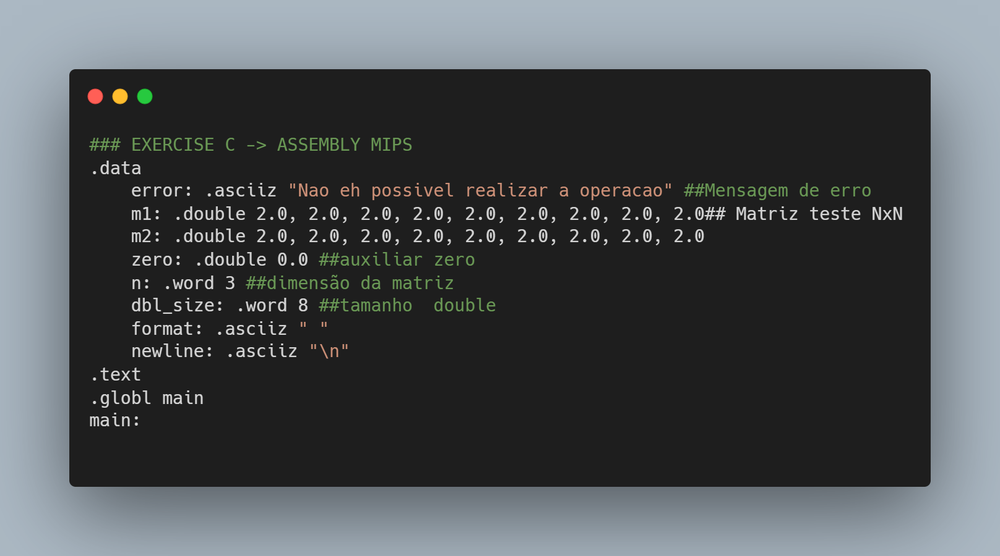 ### EXERCISE C -> ASSEMBLY MIPS
.data
    error: .asciiz "Nao eh possivel realizar a operacao" ##Mensagem de erro
    m1: .double 2.0, 2.0, 2.0, 2.0, 2.0, 2.0, 2.0, 2.0, 2.0## Matriz teste NxN
    m2: .double 2.0, 2.0, 2.0, 2.0, 2.0, 2.0, 2.0, 2.0, 2.0
    zero: .double 0.0 ##auxiliar zero
    n: .word 3 ##dimensão da matriz
    dbl_size: .word 8 ##tamanho  double
    format: .asciiz " "
    newline: .asciiz "\n"
.text
.globl main
main: